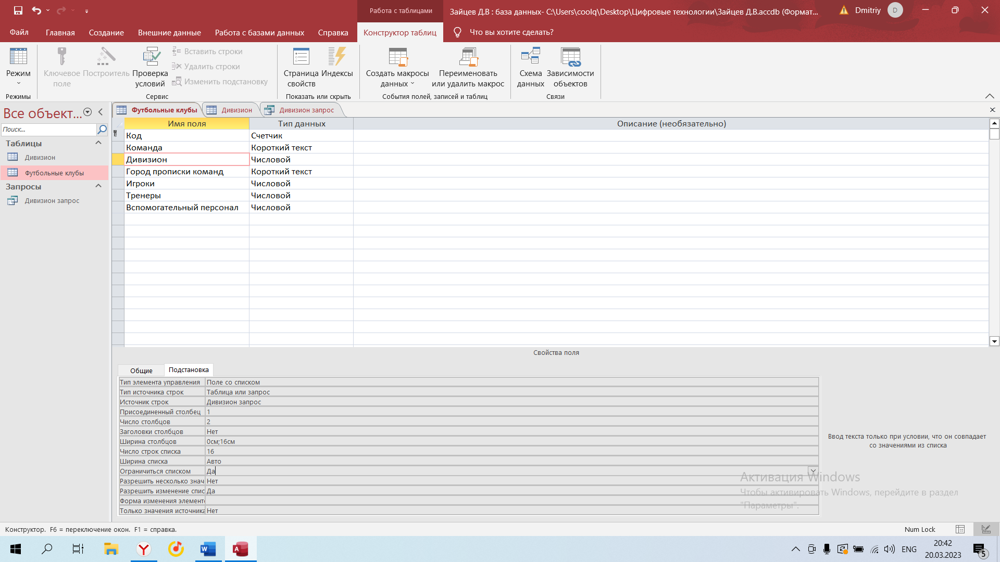 Работа с таблицами
Зайцев Д.В : база данных- C:\Users\coolq\Desktop\Цифровые технологии\Зайцев Д.В.accdb (Формат...
Dmitriy
D
Файл
Главная
Создание
Внешние данные
Работа с базами данных
Справка
Конструктор таблиц
Что вы хотите сделать?
Режим
Ключевое
поле
Построитель
Проверка
условий
Вставить строки
Удалить строки
Изменить подстановку
Страница
свойств
Индексы
Создать макросы
данных
Переименовать
или удалить макрос
Схема
данных
Зависимости
объектов
Режимы
Сервис
Показать или скрыть
События полей, записей и таблиц
Связи
Все объект...
Поиск...
Таблицы
Дивизион
Футбольные клубы
Запросы
Дивизион запрос
Футбольные клубы
Дивизион
Дивизион запрос
Имя поля Тип данных Описание (необязательно)
Код Счетчик
Команда Короткий текст
Дивизион Числовой
Город прописки команд Короткий текст
Игроки Числовой
Тренеры Числовой
Вспомогательный персонал Числовой
Свойства поля
Общие
Подстановка
Тип элемента управления Поле со списком
Тип источника строк Таблица или запрос
Источник строк Дивизион запрос
Присоединенный столбец 1
Число столбцов 2
Заголовки столбцов Нет
Ширина столбцов 0см;16см
Число строк списка 16
Ширина списка Авто
Ограничиться списком Да
Разрешить несколько знач Нет
Разрешить изменение спис Да
Форма изменения элемент
Только значения источника Нет
Ввод текста только при условии, что он совпадает
со значениями из списка
Активация Windows
Чтобы активировать Windows, перейдите в раздел
"Параметры".
Конструктор. F6 = переключение окон. F1 = справка.
Num Lock
ENG
20:42
20.03.2023
5